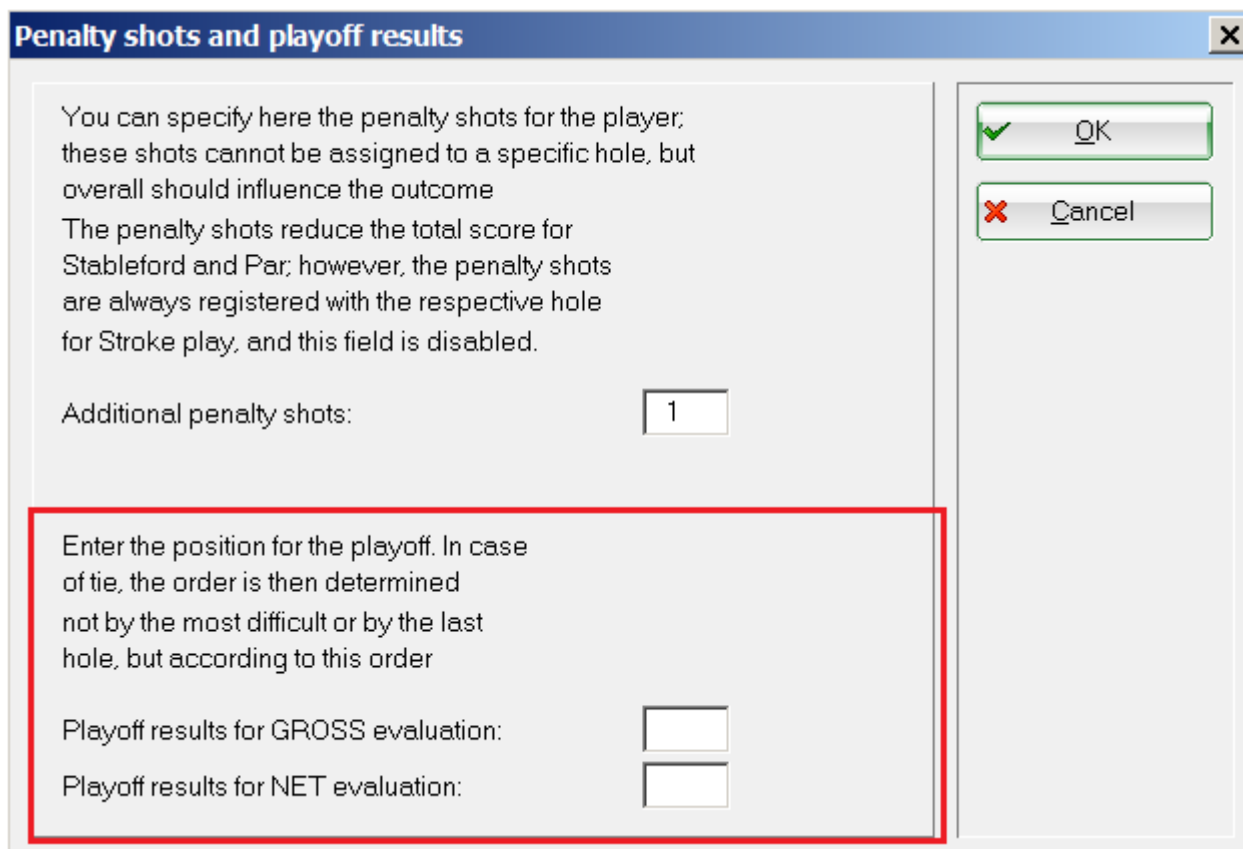 Penalty shots and playoff results
You can specify here the penalty shots for the player;
these shots cannot be assigned to a specific hole, but
overall should influence the outcome
The penalty shots reduce the total score for
Stableford and Par; however, the penalty shots
are always registered with the respective hole
for Stroke play, and this field is disabled.
Additional penalty shots: 1
Enter the position for the playoff. In case
of tie, the order is then determined
not by the most difficult or by the last
hole, but according to this order
Playoff results for GROSS evaluation:
Playoff results for NET evaluation:
OK
Cancel